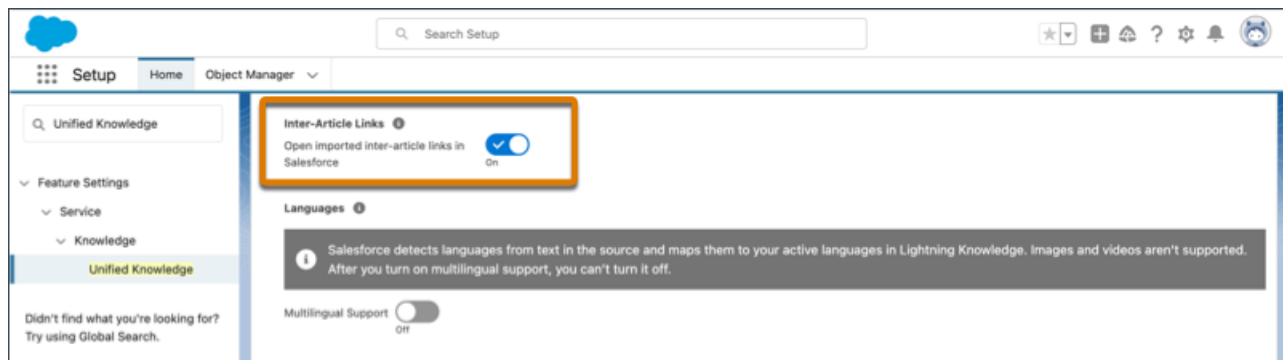 Search Setup
Setup
Home
Object Manager
Unified Knowledge
Feature Settings
Service
Knowledge
Unified Knowledge
Didn't find what you're looking for?
Try using Global Search.
Inter-Article Links
Open imported inter-article links in
Salesforce
On
Languages
Salesforce detects languages from text in the source and maps them to your active languages in Lightning Knowledge. Images and videos aren't supported.
After you turn on multilingual support, you can't turn it off.
Multilingual Support
Off